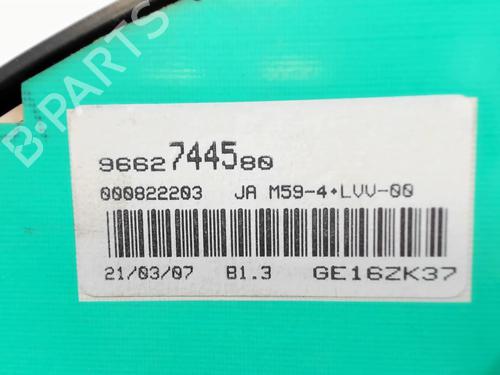 B-PARTS
9662744580
000822203 JA M59-4+LVV-00
21/03/07 B1.3 GE16ZK37